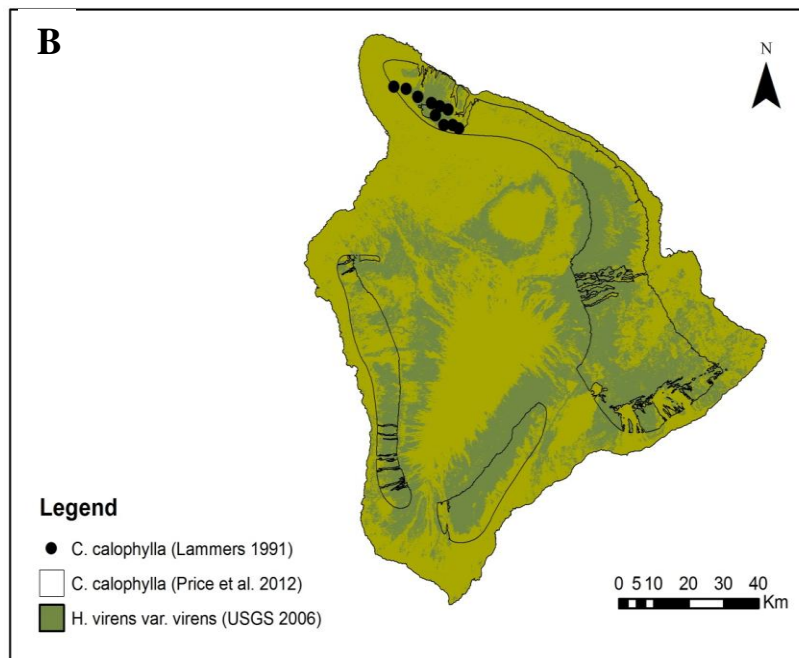 B
N
Legend
C. calophylla (Lammers 1991)
C. calophylla (Price et al. 2012)
H. virens var. virens (USGS 2006)
0 5 10 20 30 40
Km